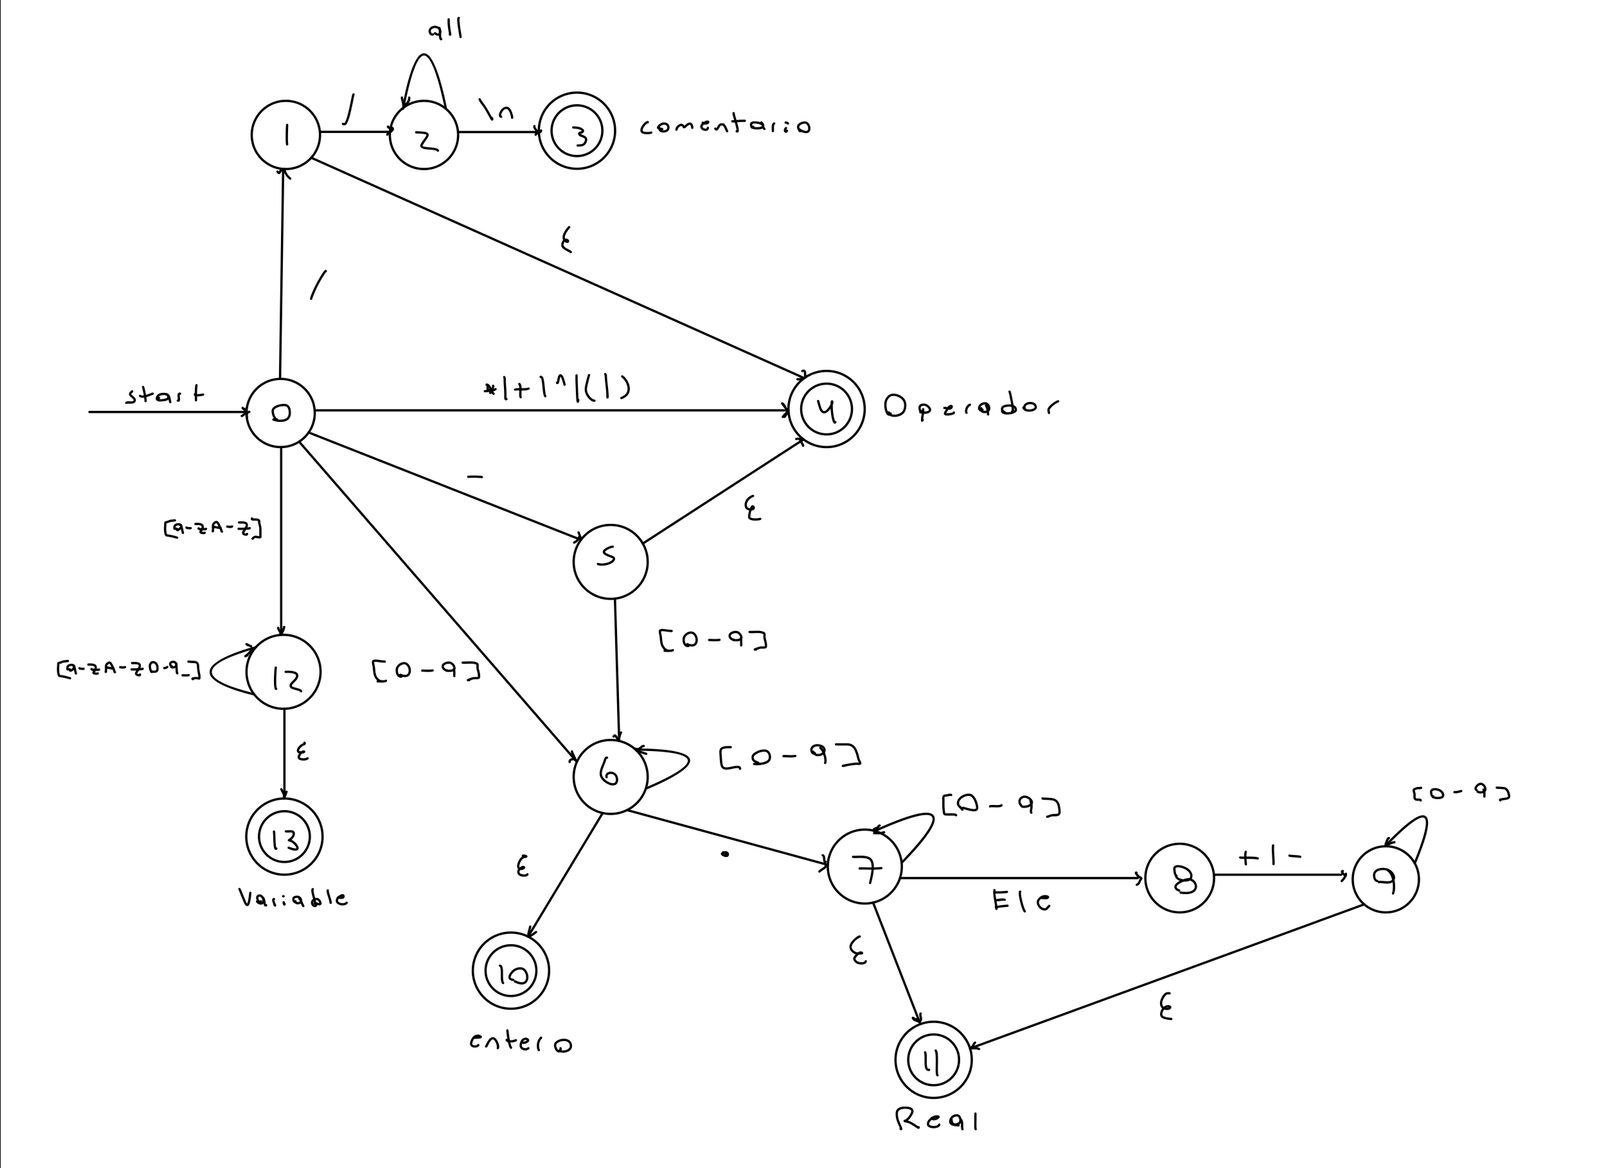 all
/
\n
1
2
3
comentario
ε
/
start
*|+|^|(|)
0
4
Operador
-
[a-zA-Z]
ε
5
[0-9]
[a-zA-Z0-9_]
12
[0-9]
ε
6
[0-9]
[0-9]
[0-9]
13
.
+|-
ε
7
8
9
Variable
E|e
ε
10
ε
entero
11
Real